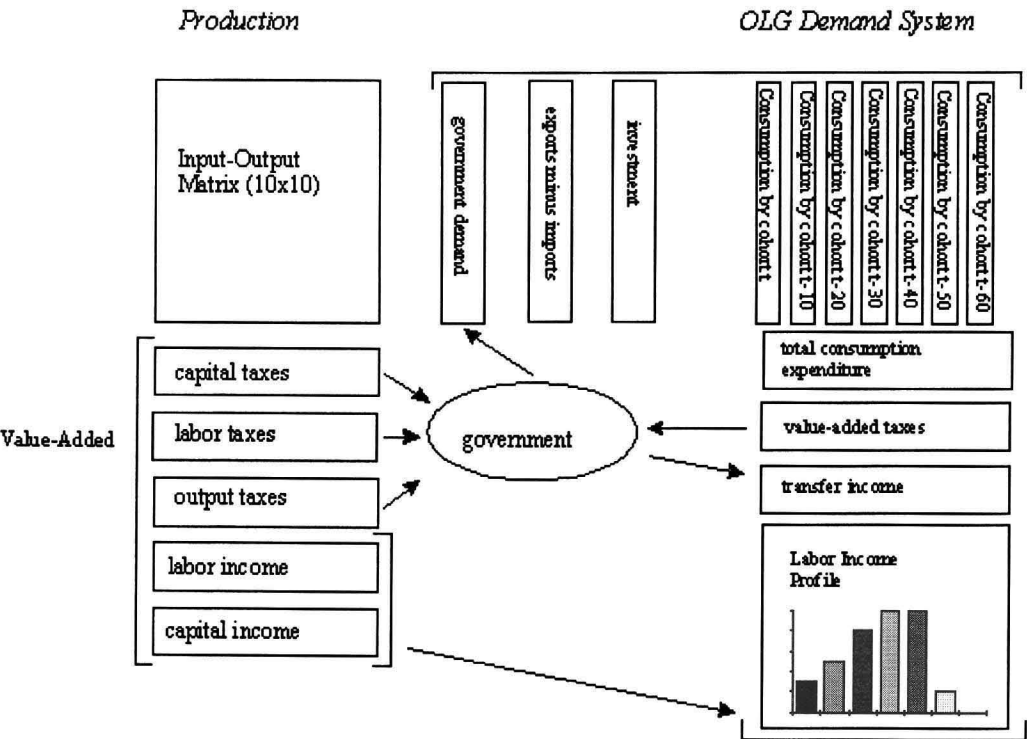 Production
OLG Demand System
Input-Output
Matrix (10x10)
government demand
exports minus imports
investment
Consumption by cohort t
Consumption by cohort t-10
Consumption by cohort t-20
Consumption by cohort t-30
Consumption by cohort t-40
Consumption by cohort t-50
Consumption by cohort t-60
Value-Added
capital taxes
labor taxes
output taxes
labor income
capital income
government
total consumption
expenditure
value-added taxes
transfer income
Labor Income
Profile